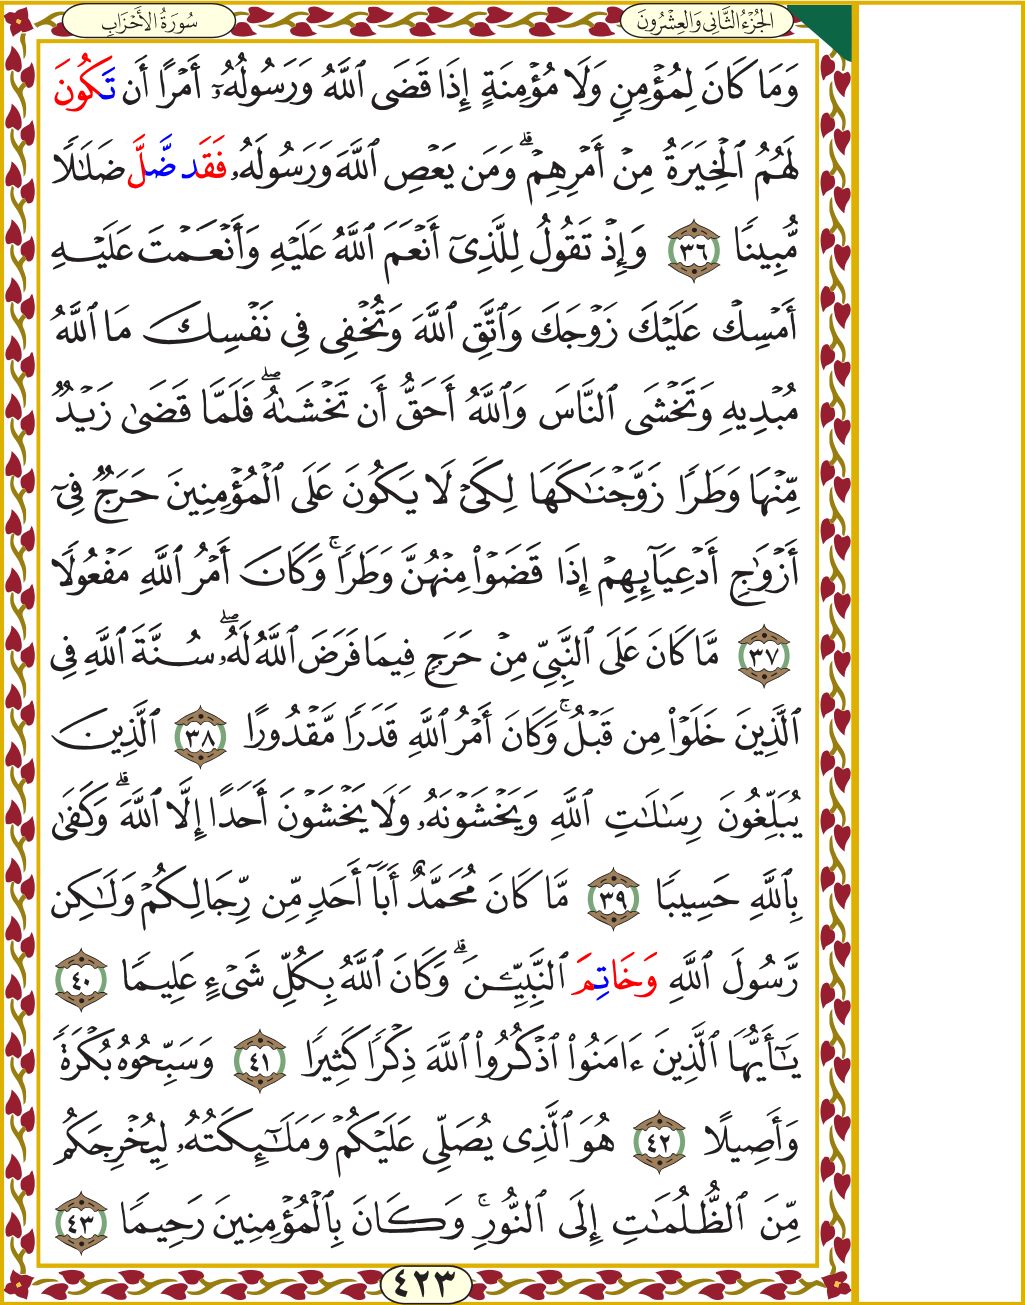 الجُزْءُ الثَّانِي وَالعِشْرُونَ
سُورَةُ الأَحْزَابِ
وَمَا كَانَ لِمُؤْمِنٖ وَلَا مُؤْمِنَةٍ إِذَا قَضَى ٱللَّهُ وَرَسُولُهُۥٓ أَمْرًا أَن تَكُونَ
لَهُمُ ٱلْخِيَرَةُ مِنْ أَمْرِهِمْۗ وَمَن يَعْصِ ٱللَّهَ وَرَسُولَهُۥ فَقَد ضَّلَّ ضَلَٰلًا
مُّبِينًا ٣٦ وَإِذْ تَقُولُ لِلَّذِىٓ أَنْعَمَ ٱللَّهُ عَلَيْهِ وَأَنْعَمْتَ عَلَيْهِ
أَمْسِكْ عَلَيْكَ زَوْجَكَ وَٱتَّقِ ٱللَّهَ وَتُخْفِى فِى نَفْسِكَ مَا ٱللَّهُ
مُبْدِيهِ وَتَخْشَى ٱلنَّاسَ وَٱللَّهُ أَحَقُّ أَن تَخْشَىٰهُۖ فَلَمَّا قَضَىٰ زَيْدٌ
مِّنْهَا وَطَرًا زَوَّجْنَٰكَهَا لِكَىْ لَا يَكُونَ عَلَى ٱلْمُؤْمِنِينَ حَرَجٌ فِىٓ
أَزْوَٰجِ أَدْعِيَآئِهِمْ إِذَا قَضَوْا۟ مِنْهُنَّ وَطَرًاۚ وَكَانَ أَمْرُ ٱللَّهِ مَفْعُولًا
٣٧ مَّا كَانَ عَلَى ٱلنَّبِىِّ مِنْ حَرَجٍ فِيمَا فَرَضَ ٱللَّهُ لَهُۥۖ سُنَّةَ ٱللَّهِ فِى
ٱلَّذِينَ خَلَوْا۟ مِن قَبْلُۚ وَكَانَ أَمْرُ ٱللَّهِ قَدَرًا مَّقْدُورًا ٣٨ ٱلَّذِينَ
يُبَلِّغُونَ رِسَٰلَٰتِ ٱللَّهِ وَيَخْشَوْنَهُۥ وَلَا يَخْشَوْنَ أَحَدًا إِلَّا ٱللَّهَۗ وَكَفَىٰ
بِٱللَّهِ حَسِيبًا ٣٩ مَّا كَانَ مُحَمَّدٌ أَبَآ أَحَدٍ مِّن رِّجَالِكُمْ وَلَٰكِن
رَّسُولَ ٱللَّهِ وَخَاتِمَ ٱلنَّبِيِّـۧنَۗ وَكَانَ ٱللَّهُ بِكُلِّ شَىْءٍ عَلِيمًا ٤٠
يَٰٓأَيُّهَا ٱلَّذِينَ ءَامَنُوا۟ ٱذْكُرُوا۟ ٱللَّهَ ذِكْرًا كَثِيرًا ٤١ وَسَبِّحُوهُ بُكْرَةً
وَأَصِيلًا ٤٢ هُوَ ٱلَّذِى يُصَلِّى عَلَيْكُمْ وَمَلَٰٓئِكَتُهُۥ لِيُخْرِجَكُم
مِّنَ ٱلظُّلُمَٰتِ إِلَى ٱلنُّورِۚ وَكَانَ بِٱلْمُؤْمِنِينَ رَحِيمًا ٤٣
٤٢٣